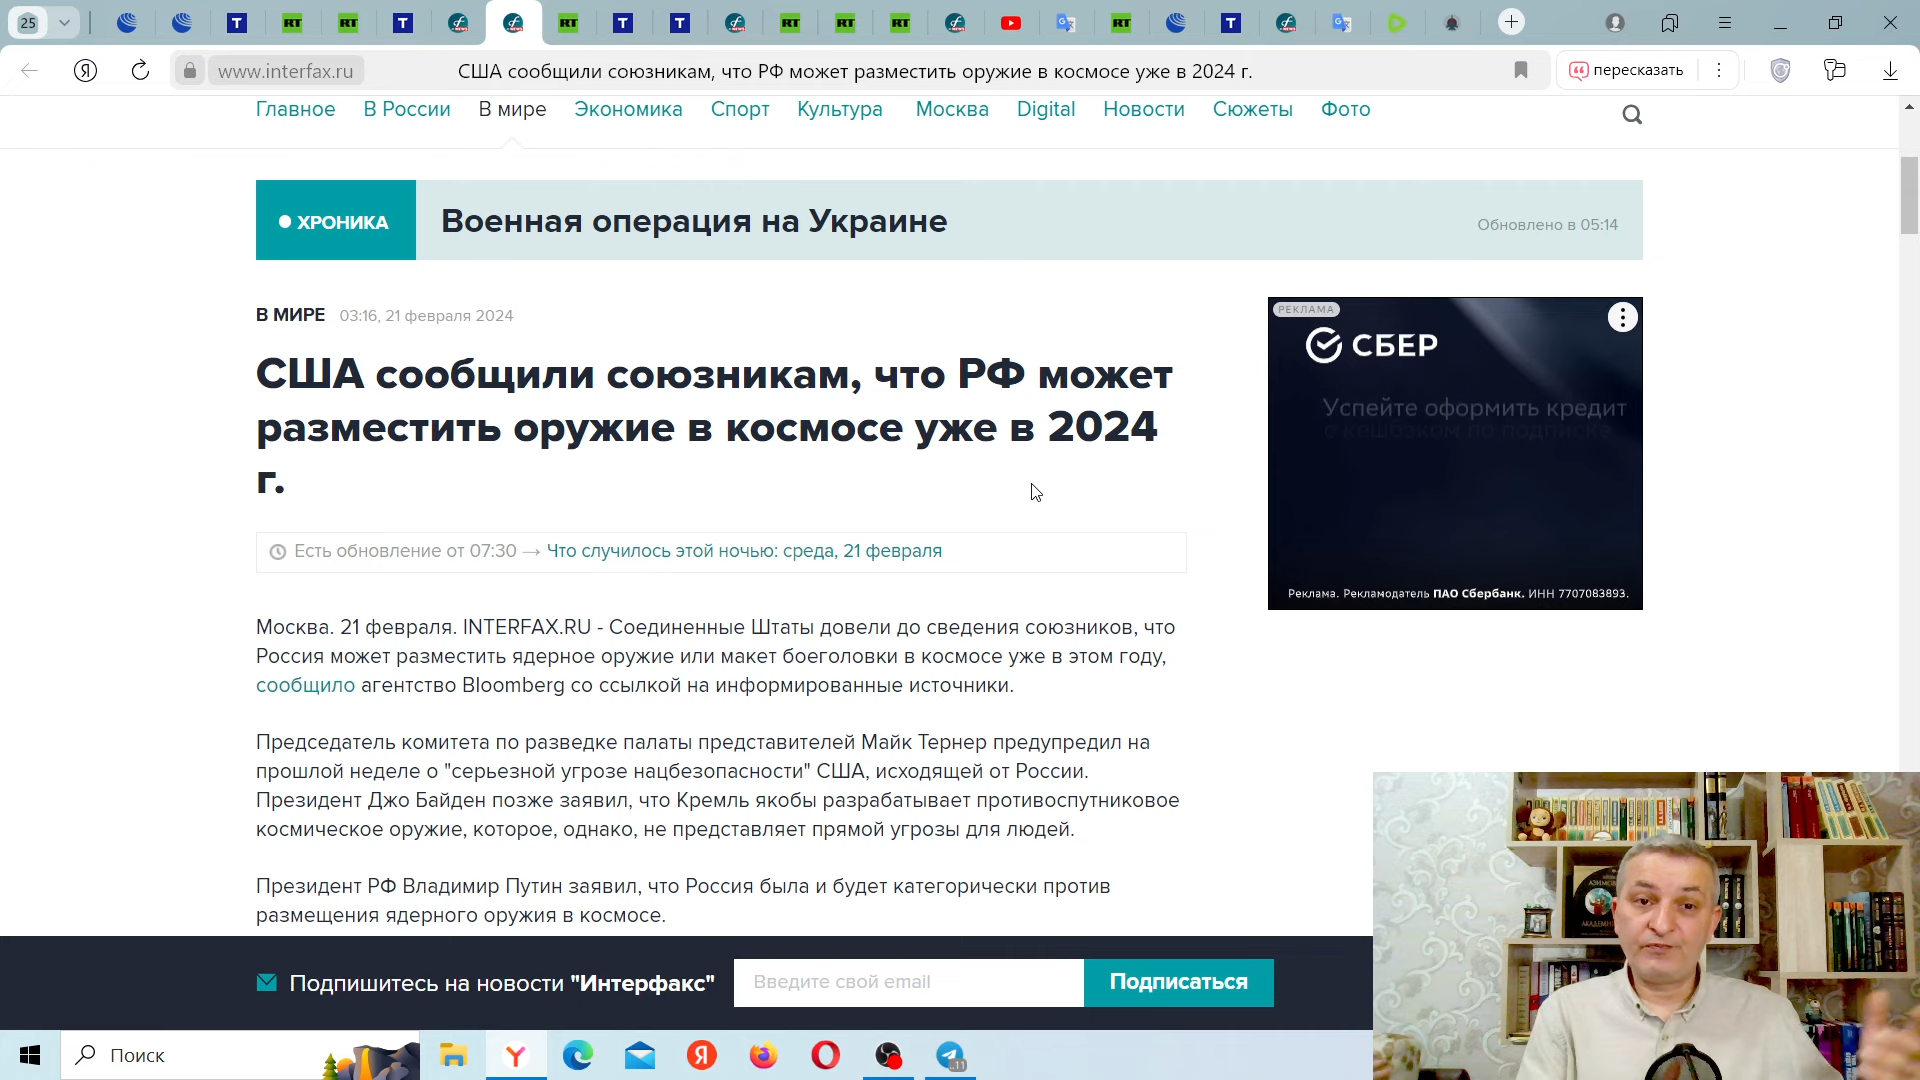 25
www.interfax.ru
США сообщили союзникам, что РФ может разместить оружие в космосе уже в 2024 г.
пересказать
Главное В России В мире Экономика Спорт Культура Москва Digital Новости Сюжеты Фото
ХРОНИКА
Военная операция на Украине
Обновлено в 05:14
В МИРЕ 03:16, 21 февраля 2024
США сообщили союзникам, что РФ может
разместить оружие в космосе уже в 2024
г.
Есть обновление от 07:30 → Что случилось этой ночью: среда, 21 февраля
Москва. 21 февраля. INTERFAX.RU - Соединенные Штаты довели до сведения союзников, что
Россия может разместить ядерное оружие или макет боеголовки в космосе уже в этом году,
сообщило агентство Bloomberg со ссылкой на информированные источники.
Председатель комитета по разведке палаты представителей Майк Тернер предупредил на
прошлой неделе о "серьезной угрозе нацбезопасности" США, исходящей от России.
Президент Джо Байден позже заявил, что Кремль якобы разрабатывает противоспутниковое
космическое оружие, которое, однако, не представляет прямой угрозы для людей.
Президент РФ Владимир Путин заявил, что Россия была и будет категорически против
размещения ядерного оружия в космосе.
РЕКЛАМА
СБЕР
Успейте оформить кредит
с кешбэком по подписке
Реклама. Рекламодатель ПАО Сбербанк. ИНН 7707083893.
Подпишитесь на новости "Интерфакс"
Введите свой email
Подписаться
АЗИМОВ
Поиск
11